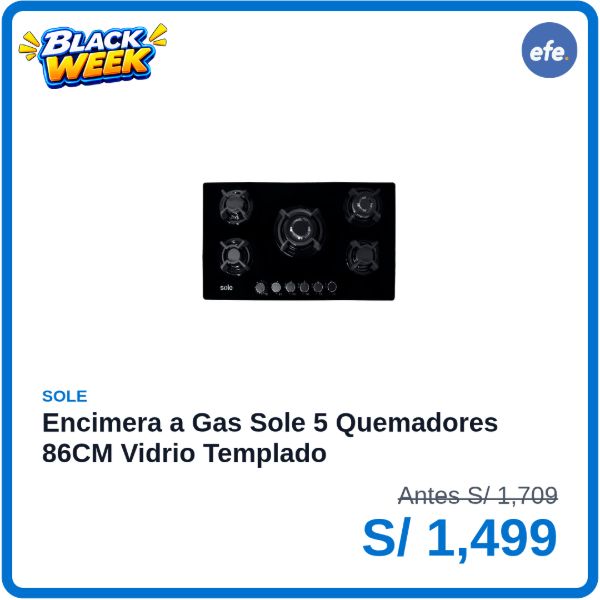 BLACK
WEEK
efe.
sole
SOLE
Encimera a Gas Sole 5 Quemadores
86CM Vidrio Templado
Antes S/ 1,709
S/ 1,499